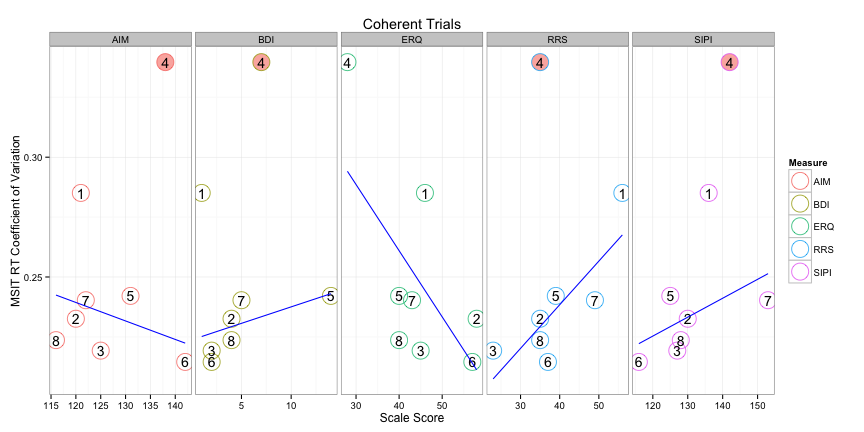 Coherent Trials
AIM BDI ERQ RRS SIPI
4 4 4 4 4
1 1 1 1 1
5 7 2 8 3 6
5 7 2 8 3 6
5 7 2 8 3 6
5 7 2 8 3 6
5 7 2 8 3 6
0.30
0.25
MSIT RT Coefficient of Variation
115 120 125 130 135 140 5 10 30 40 50 30 40 50 120 130 140 150
Scale Score
Measure
AIM
BDI
ERQ
RRS
SIPI